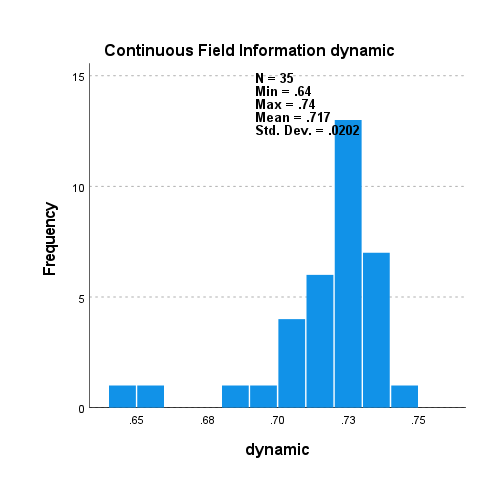 Continuous Field Information dynamic
N = 35
Min = .64
Max = .74
Mean = .717
Std. Dev. = .0202
15
10
5
0
Frequency
.65 .68 .70 .73 .75
dynamic